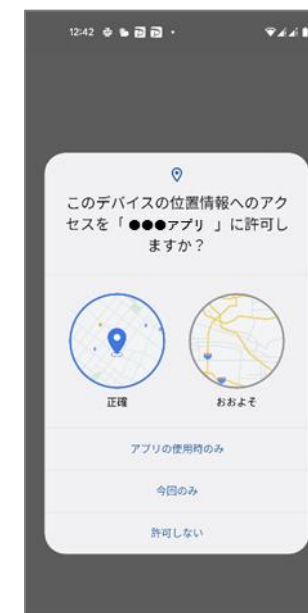 12:42
このデバイスの位置情報へのアク
セスを「 ●●●アプリ 」に許可し
ますか？
正確
おおよそ
アプリの使用時のみ
今回のみ
許可しない